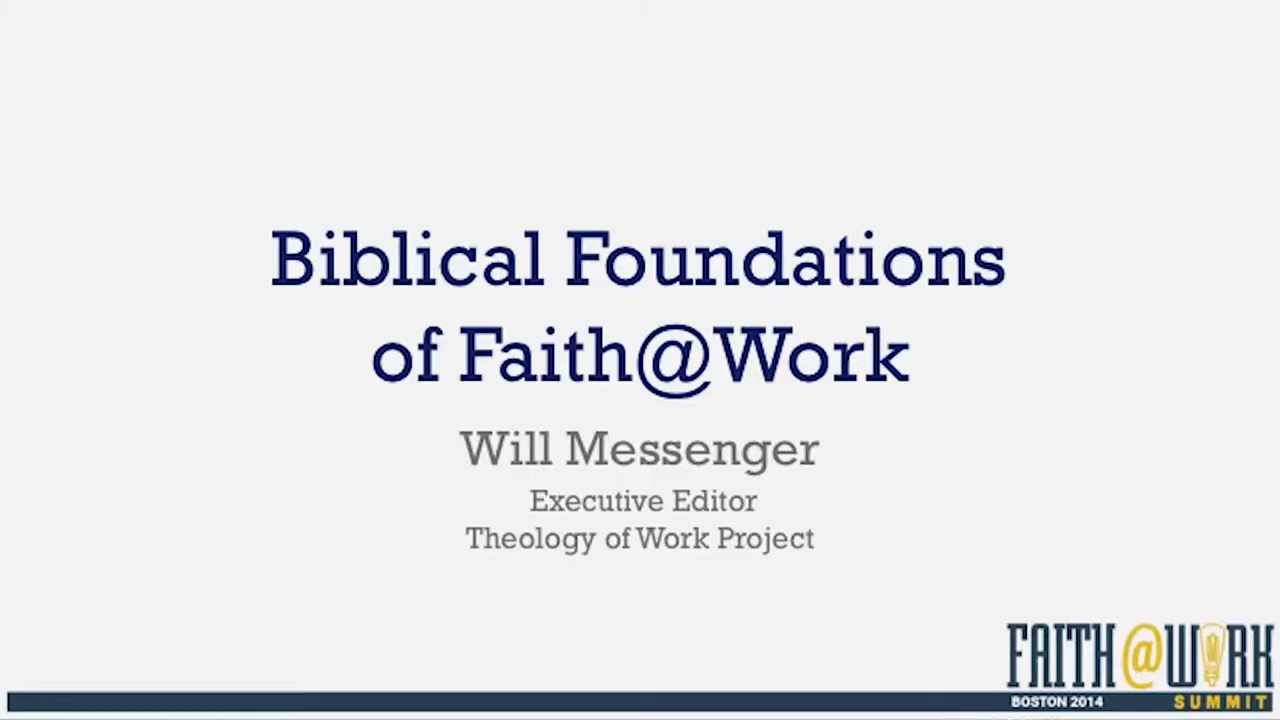 Biblical Foundations
of Faith@Work
Will Messenger
Executive Editor
Theology of Work Project
FAITH@WORK
BOSTON 2014 SUMMIT